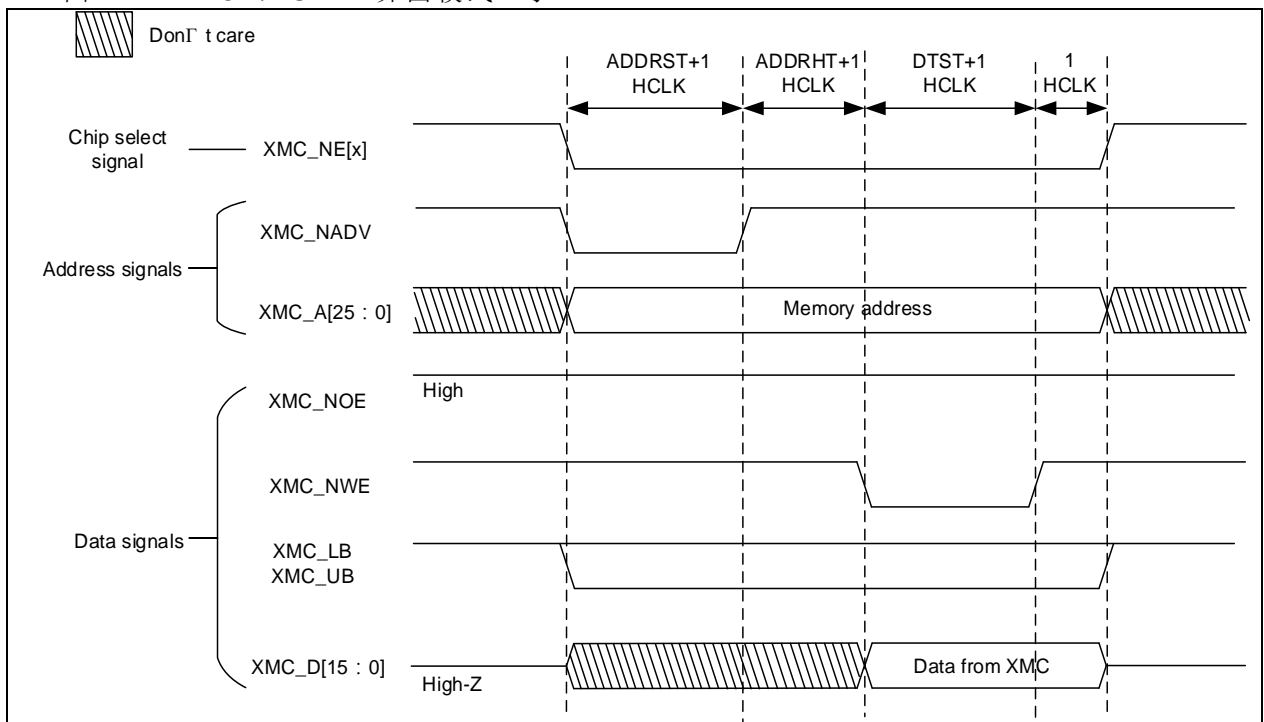 DonΓ t care
ADDRST+1
HCLK
ADDRHT+1
HCLK
DTST+1
HCLK
1
HCLK
Chip select
signal
XMC_NE[x]
XMC_NADV
Address signals
XMC_A[25 : 0]
Memory address
XMC_NOE
High
XMC_NWE
Data signals
XMC_LB
XMC_UB
XMC_D[15 : 0]
High-Z
Data from XMC